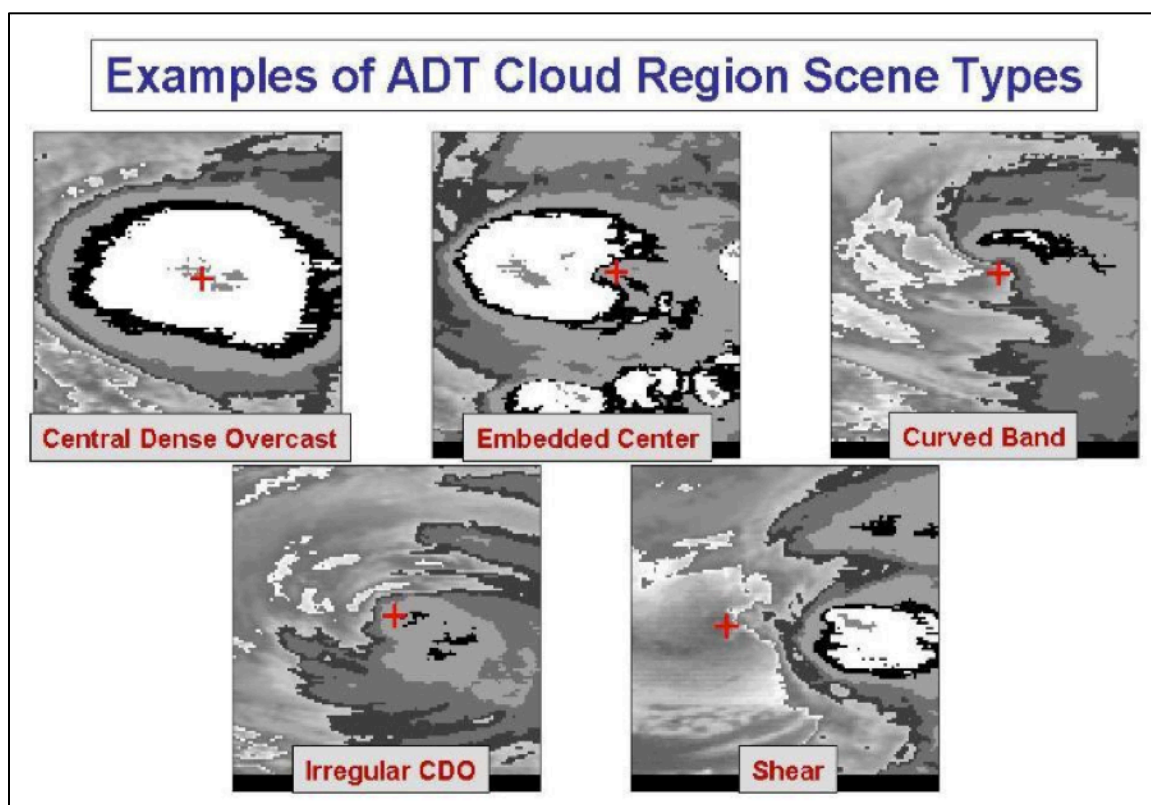 Examples of ADT Cloud Region Scene Types
Central Dense Overcast
Embedded Center
Curved Band
Irregular CDO
Shear